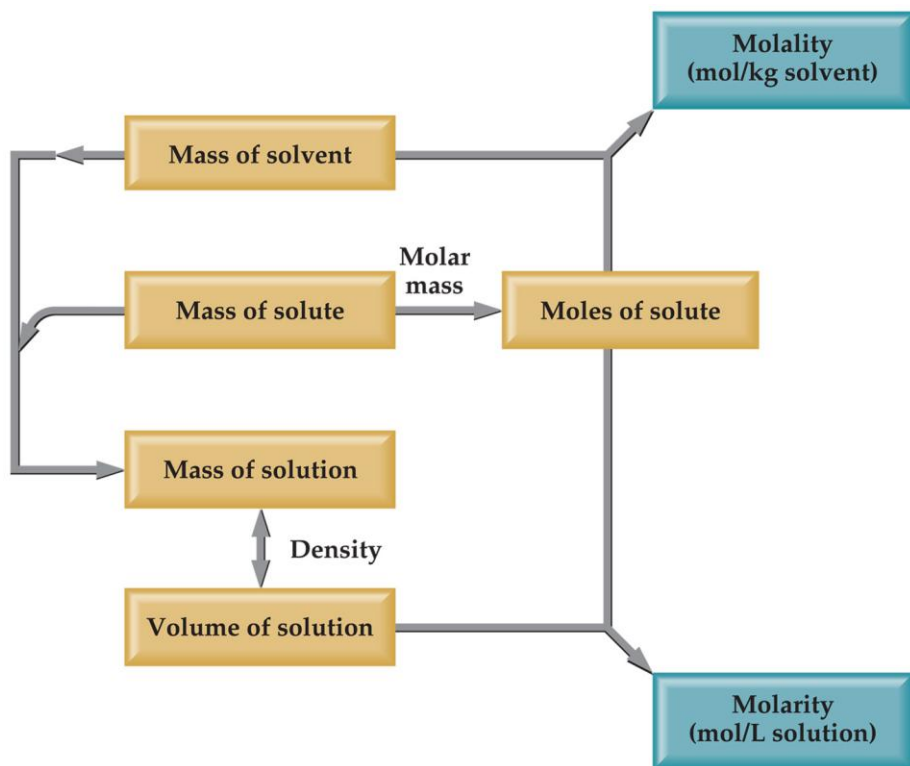 Molality
(mol/kg solvent)
Mass of solvent
Molar
mass
Mass of solute
Moles of solute
Mass of solution
Density
Volume of solution
Molarity
(mol/L solution)